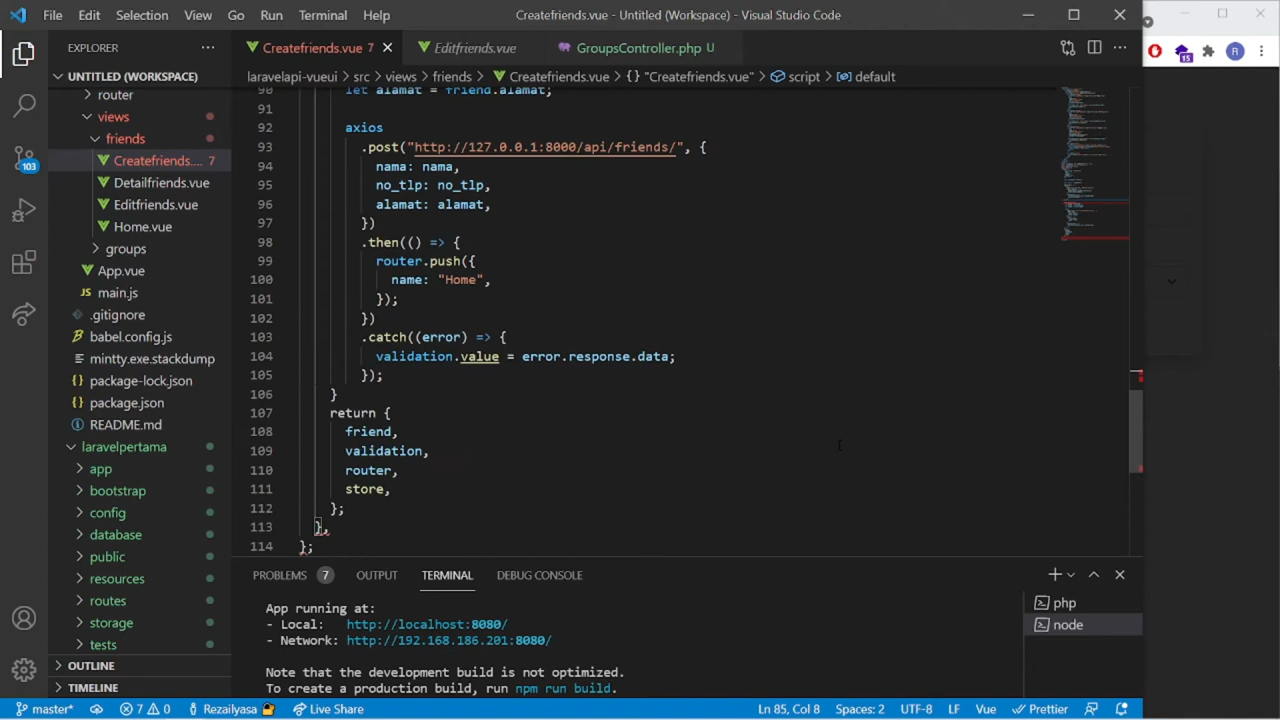 File Edit Selection View Go Run Terminal Help Createfriends.vue - Untitled (Workspace) - Visual Studio Code
EXPLORER
Createfriends.vue 7
Editfriends.vue
GroupsController.php U
UNTITLED (WORKSPACE)
laravelapi-vueui > src > views > friends > Createfriends.vue > {} "Createfriends.vue" > script > default
router
views
friends
Createfriends.... 7
Detailfriends.vue
Editfriends.vue
Home.vue
groups
App.vue
main.js
.gitignore
babel.config.js
mintty.exe.stackdump
package-lock.json
package.json
README.md
laravelpertama
app
bootstrap
config
database
public
resources
routes
storage
tests
OUTLINE
TIMELINE
103
90 let alamat = friend.alamat;
91
92 axios
93 .post("http://127.0.0.1:8000/api/friends/", {
94 nama: nama,
95 no_tlp: no_tlp,
96 alamat: alamat,
97 })
98 .then(() => {
99 router.push({
100 name: "Home",
101 });
102 })
103 .catch((error) => {
104 validation.value = error.response.data;
105 });
106 }
107 return {
108 friend,
109 validation,
110 router,
111 store,
112 };
113 },
114 };
PROBLEMS 7 OUTPUT TERMINAL DEBUG CONSOLE
App running at:
- Local: http://localhost:8080/
- Network: http://192.168.186.201:8080/
Note that the development build is not optimized.
To create a production build, run npm run build.
php
node
master* 7 0 Rezailyasa Live Share Ln 85, Col 8 Spaces: 2 UTF-8 LF Vue Prettier
R
15